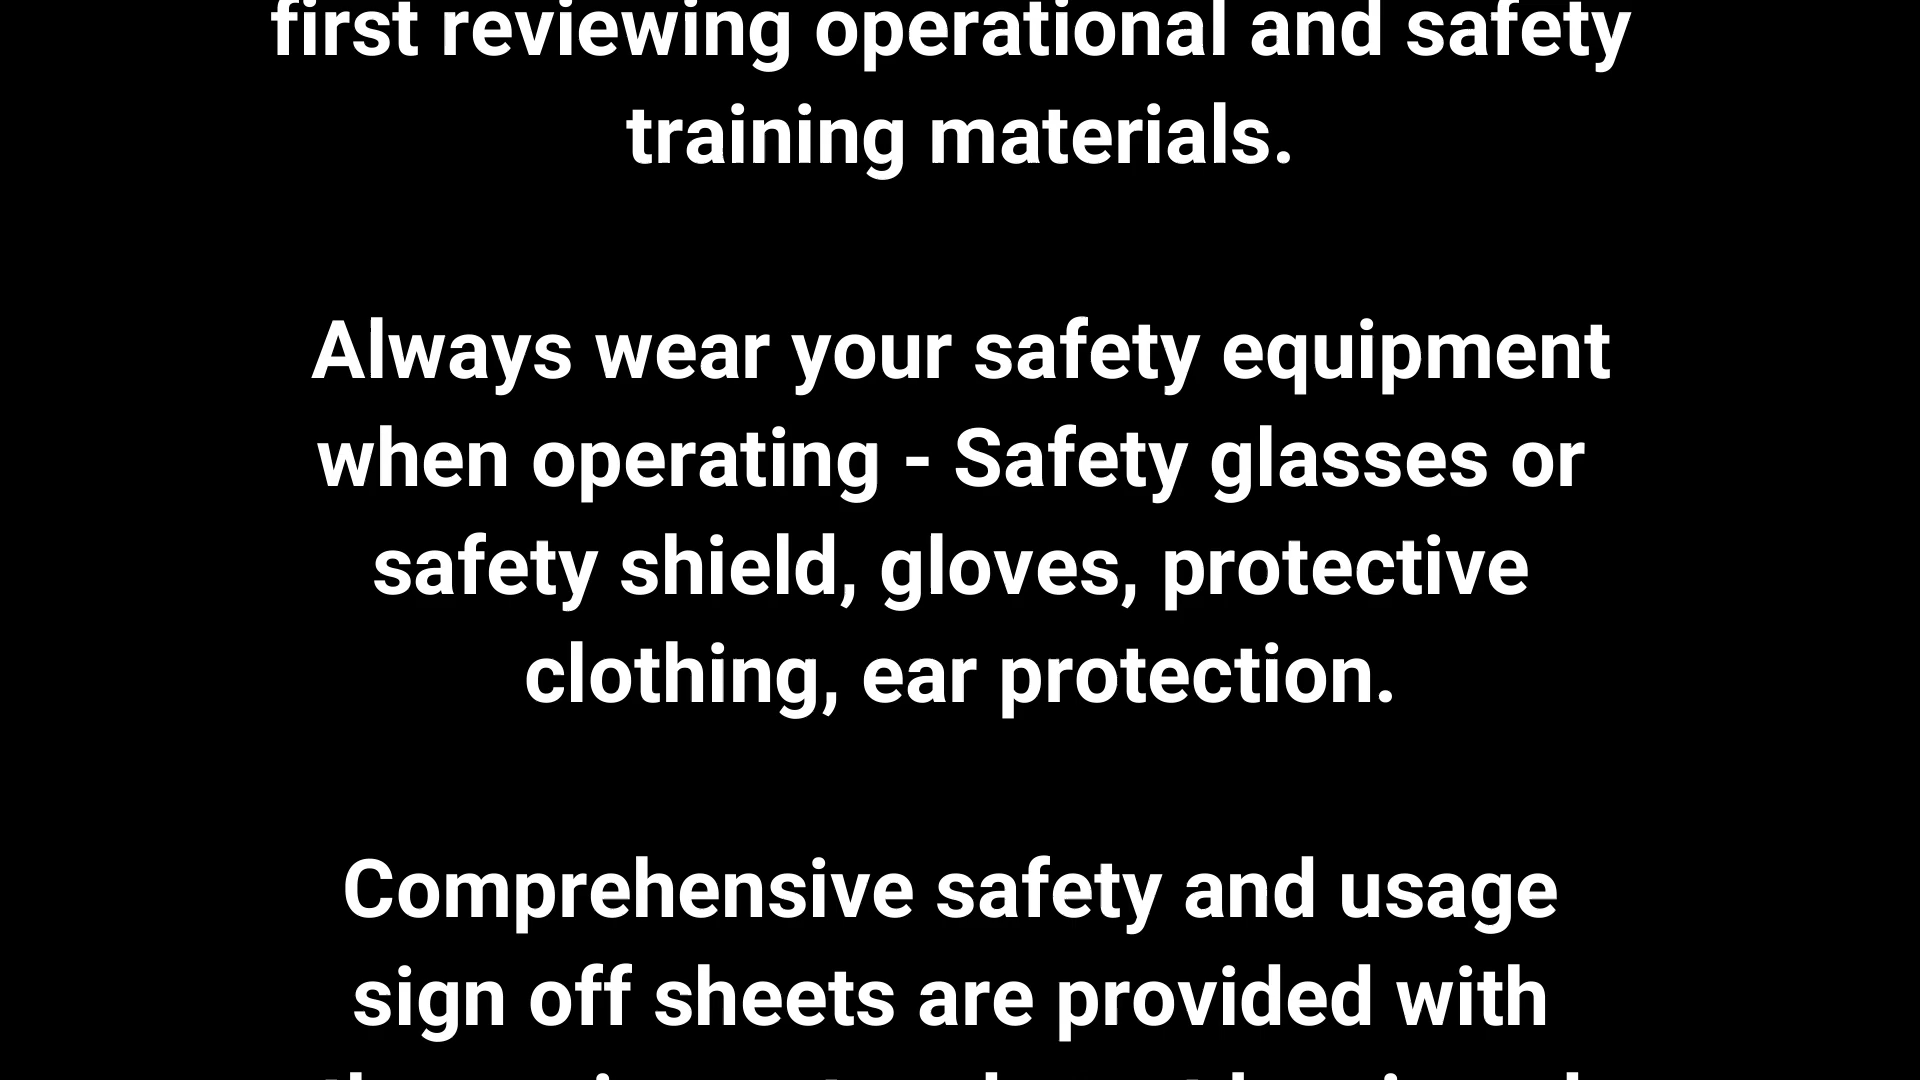 first reviewing operational and safety
training materials.
Always wear your safety equipment
when operating - Safety glasses or
safety shield, gloves, protective
clothing, ear protection.
Comprehensive safety and usage
sign off sheets are provided with